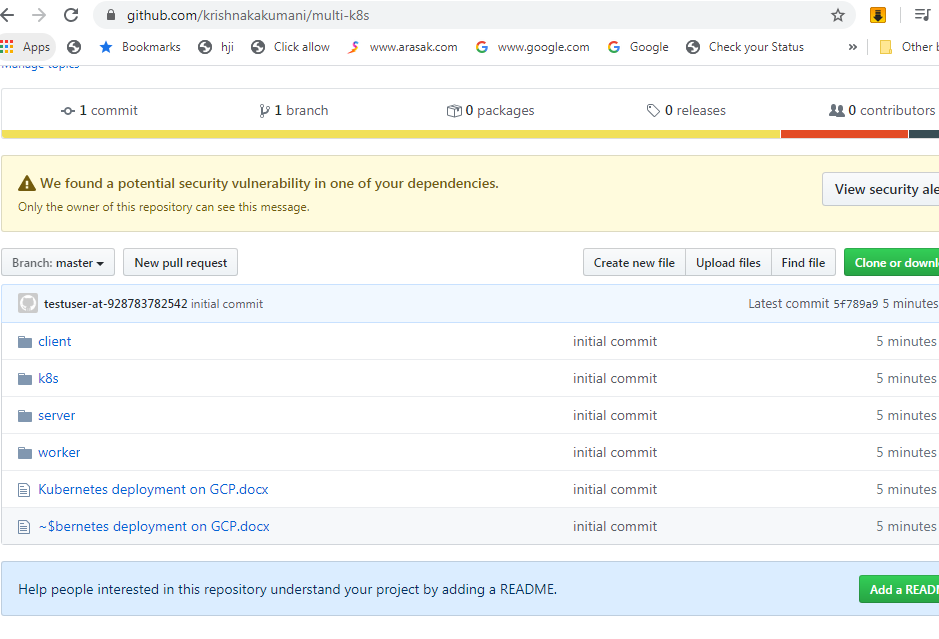 github.com/krishnakakumani/multi-k8s
Apps Bookmarks hji Click allow www.arasak.com www.google.com Google Check your Status » Other b
Manage topics
1 commit 1 branch 0 packages 0 releases 0 contributors
We found a potential security vulnerability in one of your dependencies.
Only the owner of this repository can see this message.
View security ale
Branch: master New pull request Create new file Upload files Find file Clone or downl
testuser-at-928783782542 initial commit Latest commit 5f789a9 5 minutes
client initial commit 5 minutes
k8s initial commit 5 minutes
server initial commit 5 minutes
worker initial commit 5 minutes
Kubernetes deployment on GCP.docx initial commit 5 minutes
~$bernetes deployment on GCP.docx initial commit 5 minutes
Help people interested in this repository understand your project by adding a README.
Add a READ